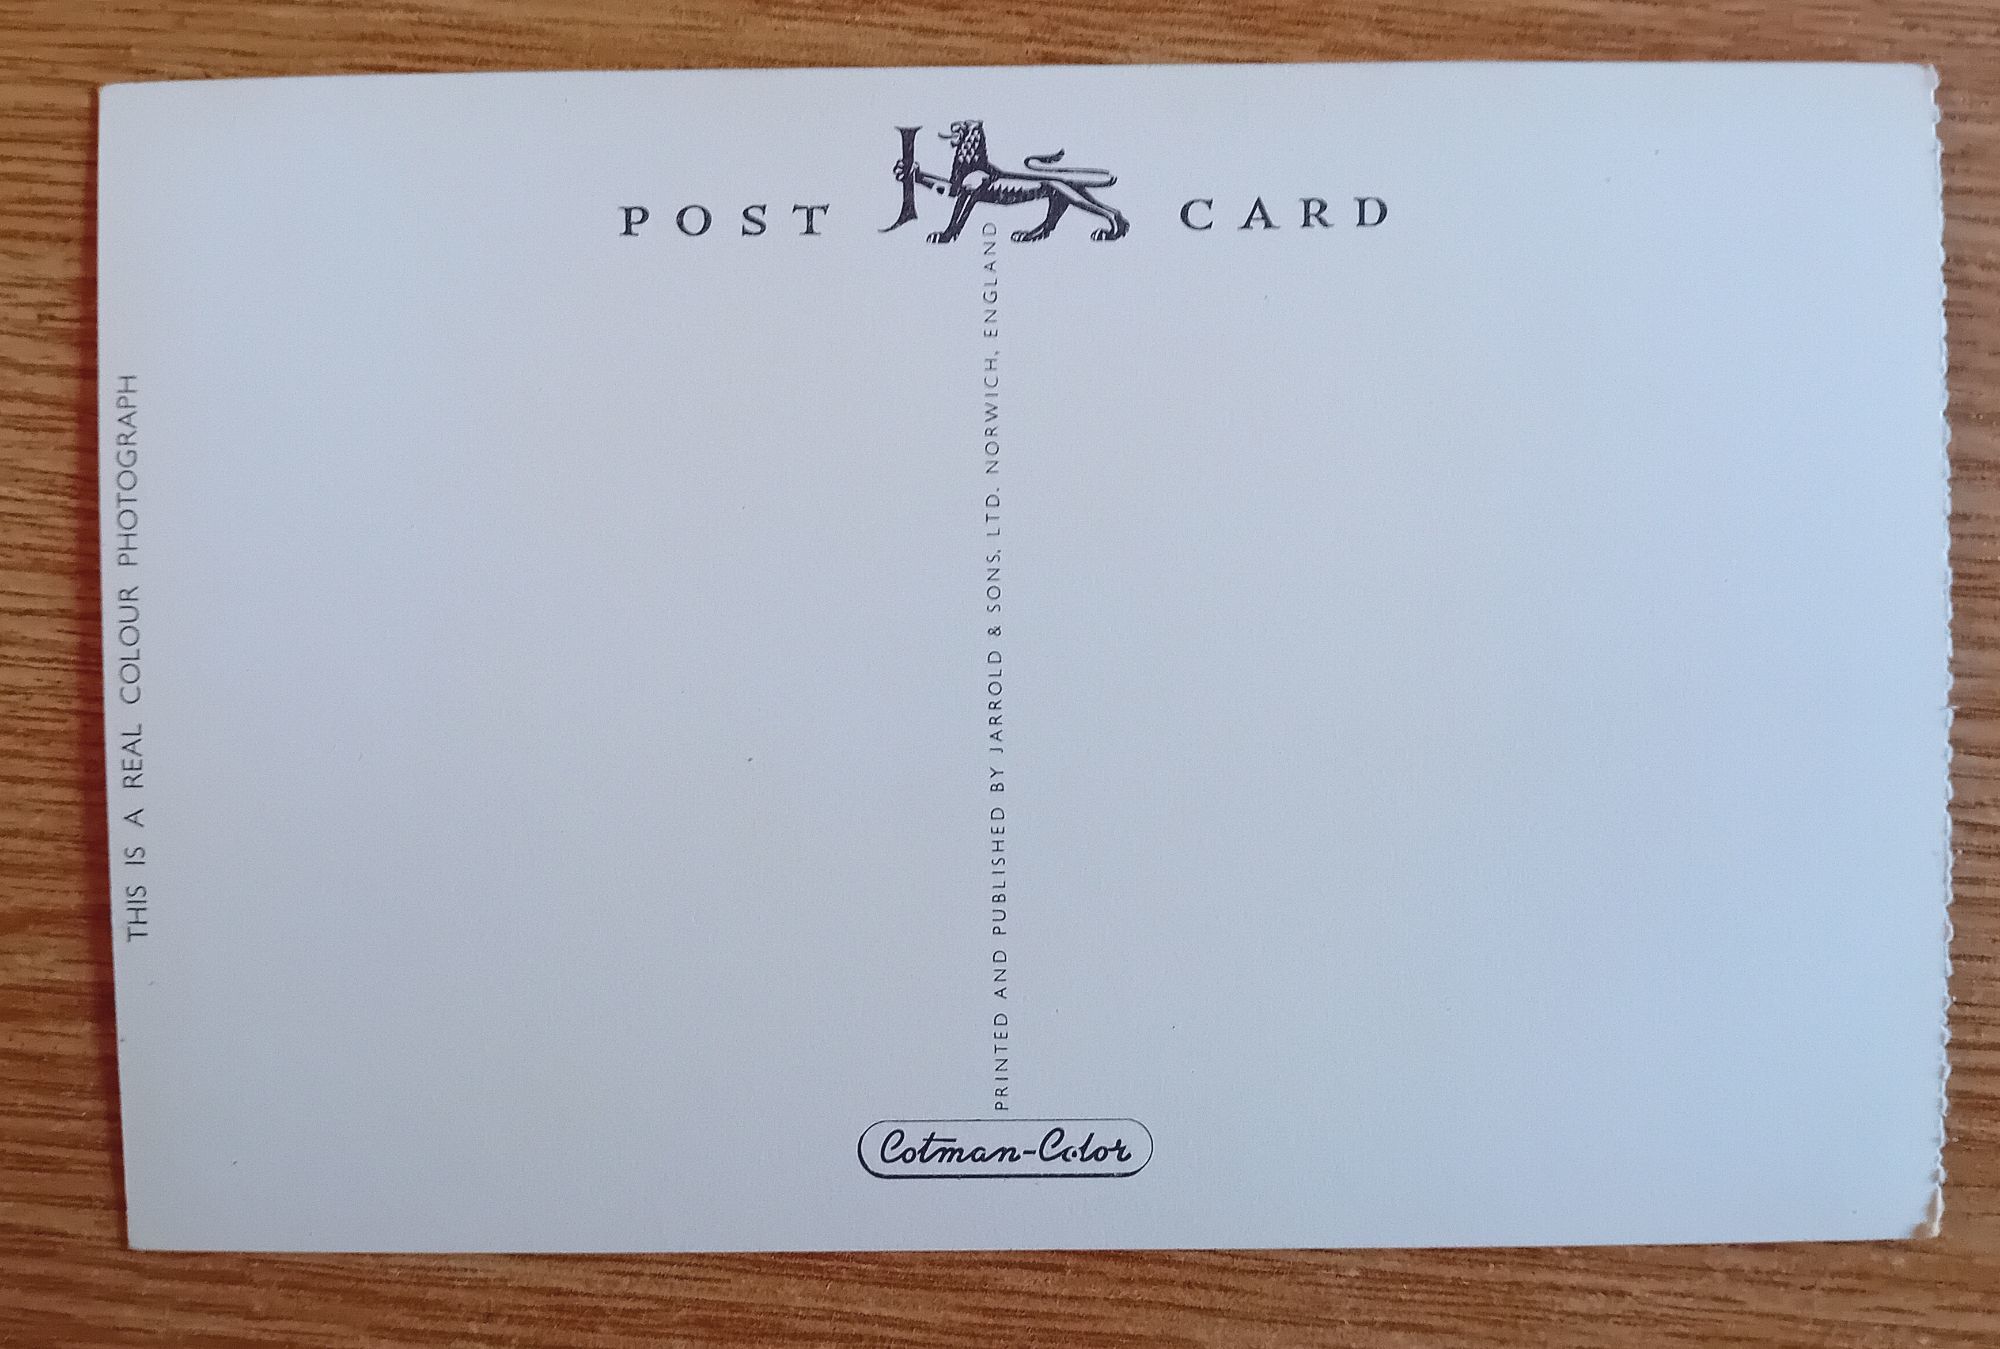 POST J CARD
THIS IS A REAL COLOUR PHOTOGRAPH
PRINTED AND PUBLISHED BY JARROLD & SONS, LTD. NORWICH, ENGLAND
Cotman-Color